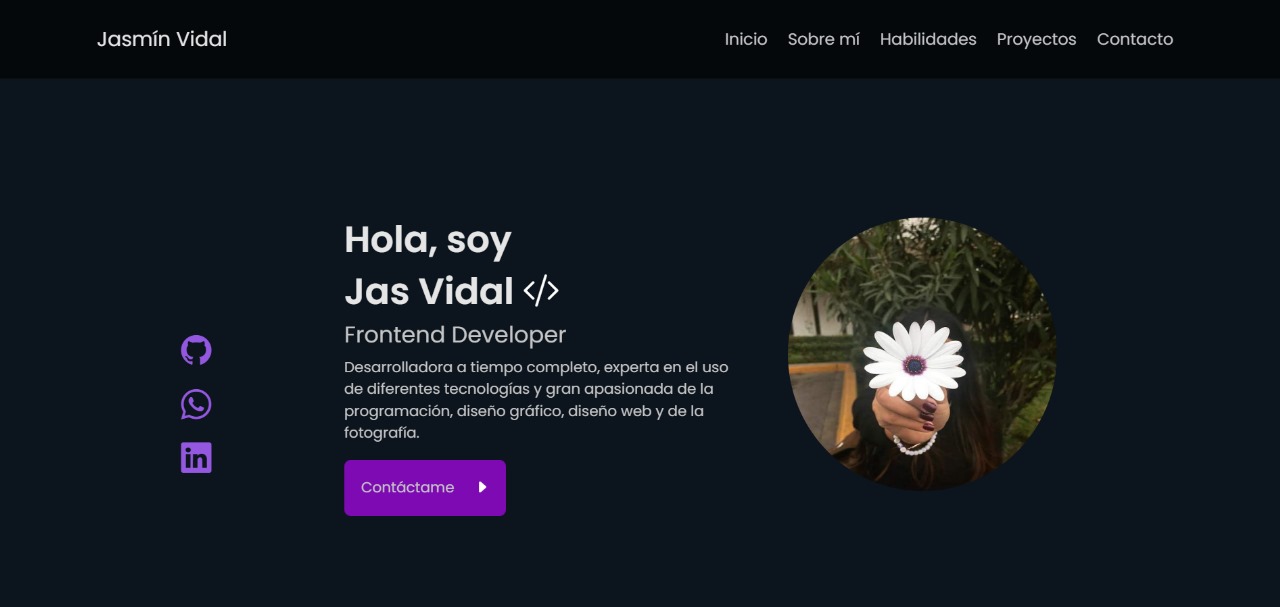 Jasmín Vidal
Inicio Sobre mí Habilidades Proyectos Contacto
Hola, soy
Jas Vidal </>
Frontend Developer
Desarrolladora a tiempo completo, experta en el uso
de diferentes tecnologías y gran apasionada de la
programación, diseño gráfico, diseño web y de la
fotografía.
in
Contáctame